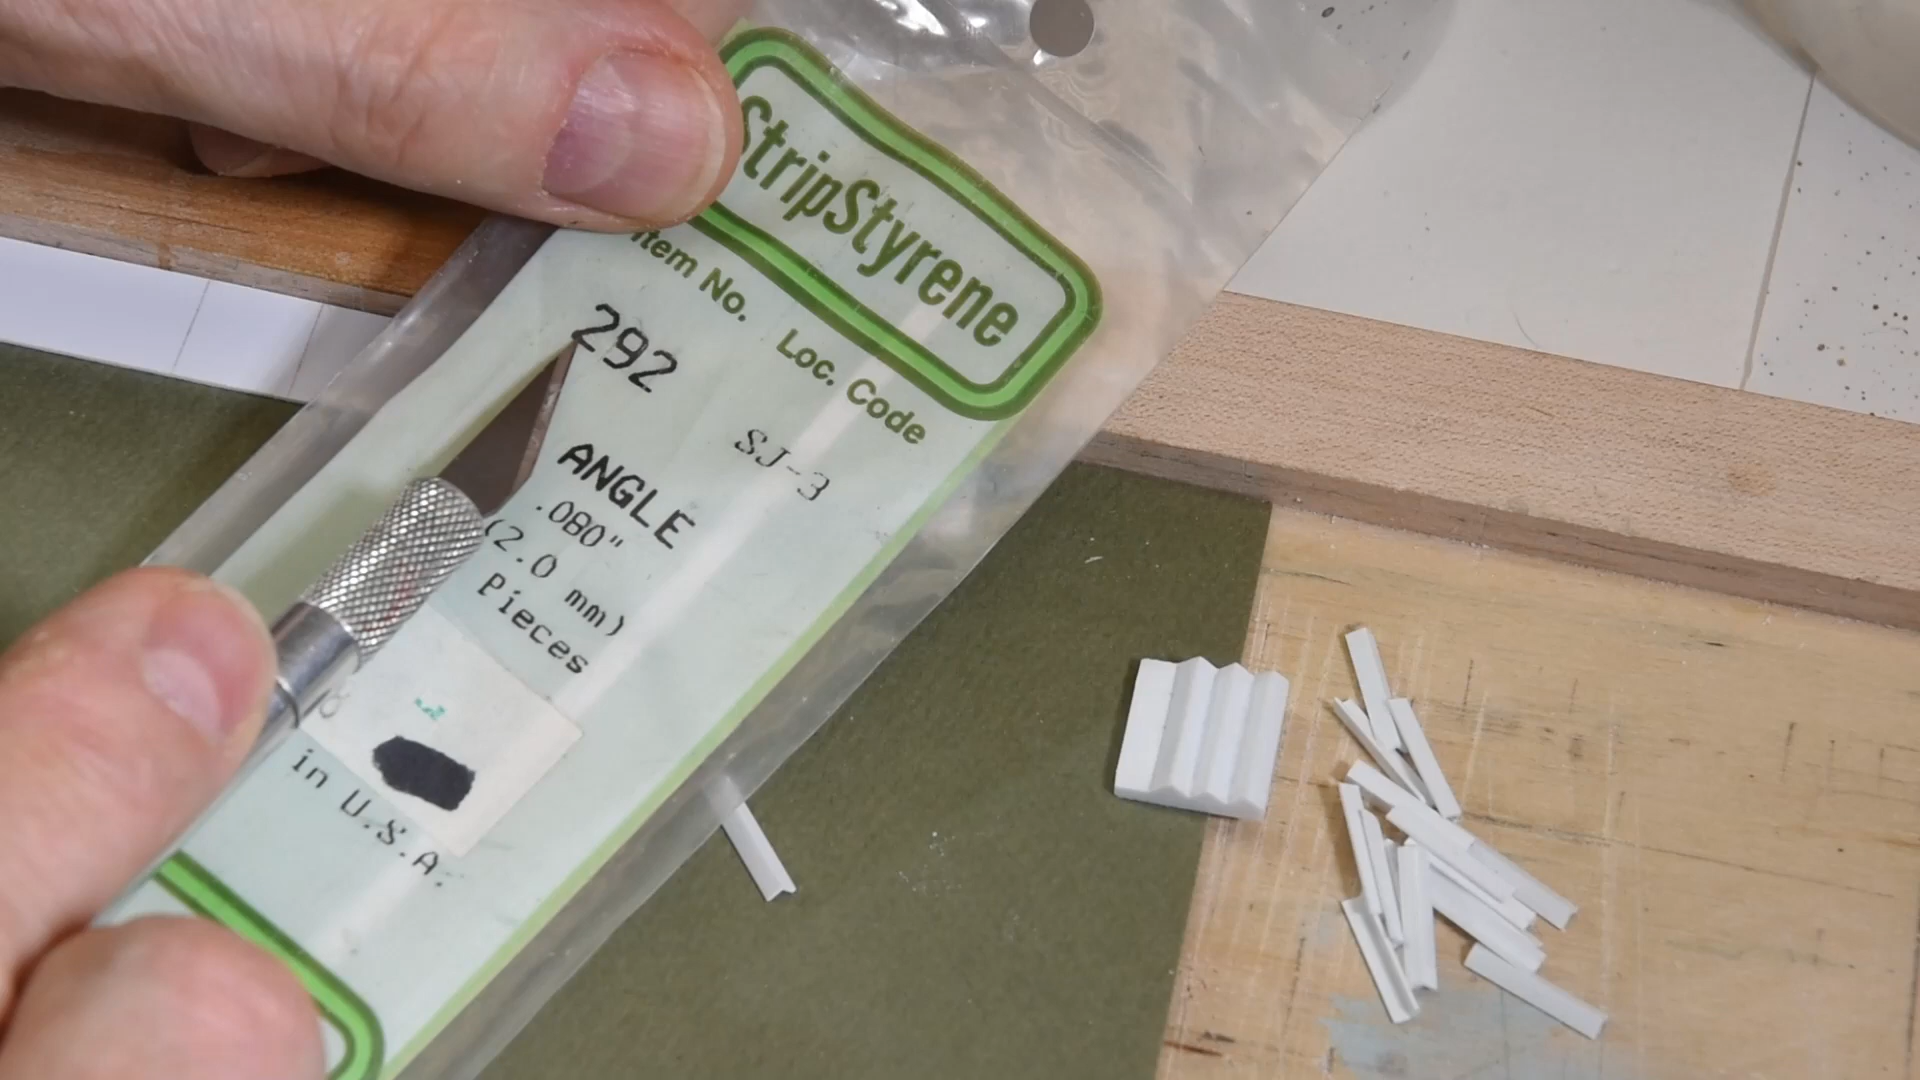 StripStyrene
Item No. Loc. Code
292
SJ-3
ANGLE
.080"
(2.0 mm)
Pieces
in U.S.A.